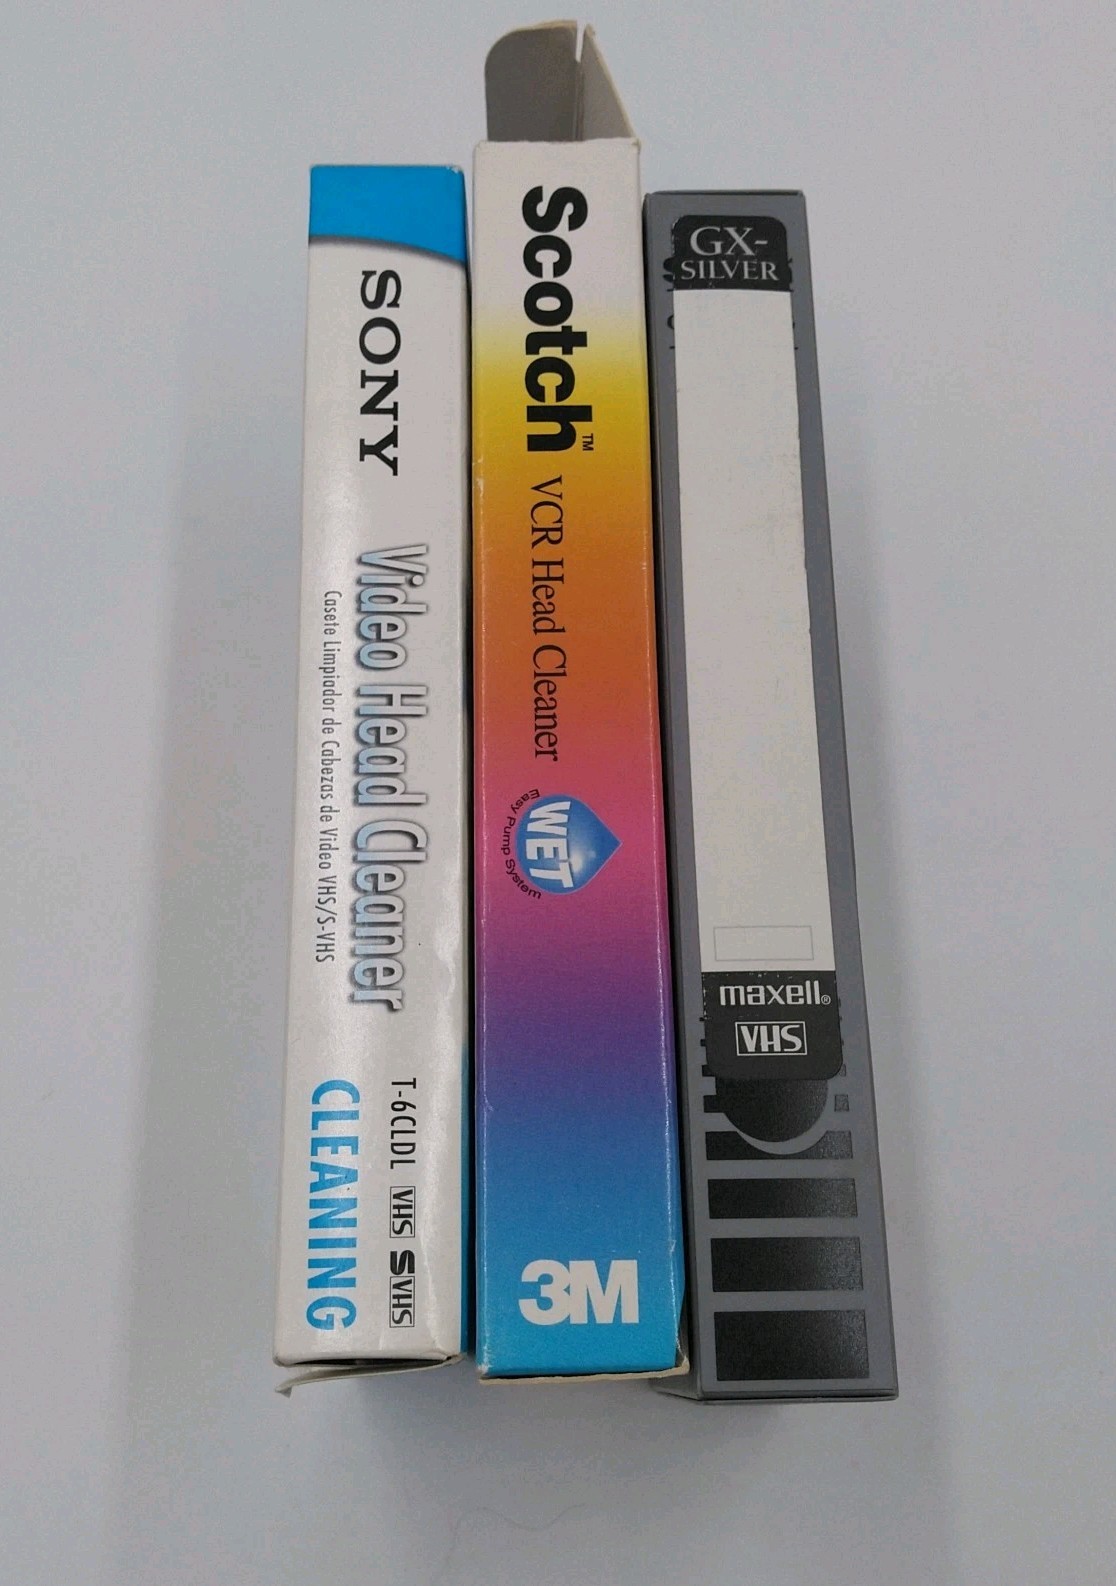 SONY
Video Head Cleaner
Casete Limpiador de Cabezas de Video VHS/S-VHS
T-6CLDL VHS SVHS
CLEANING
Scotch™ VCR Head Cleaner
WET
Easy Pump System
3M
GX-
SILVER
maxell®
VHS